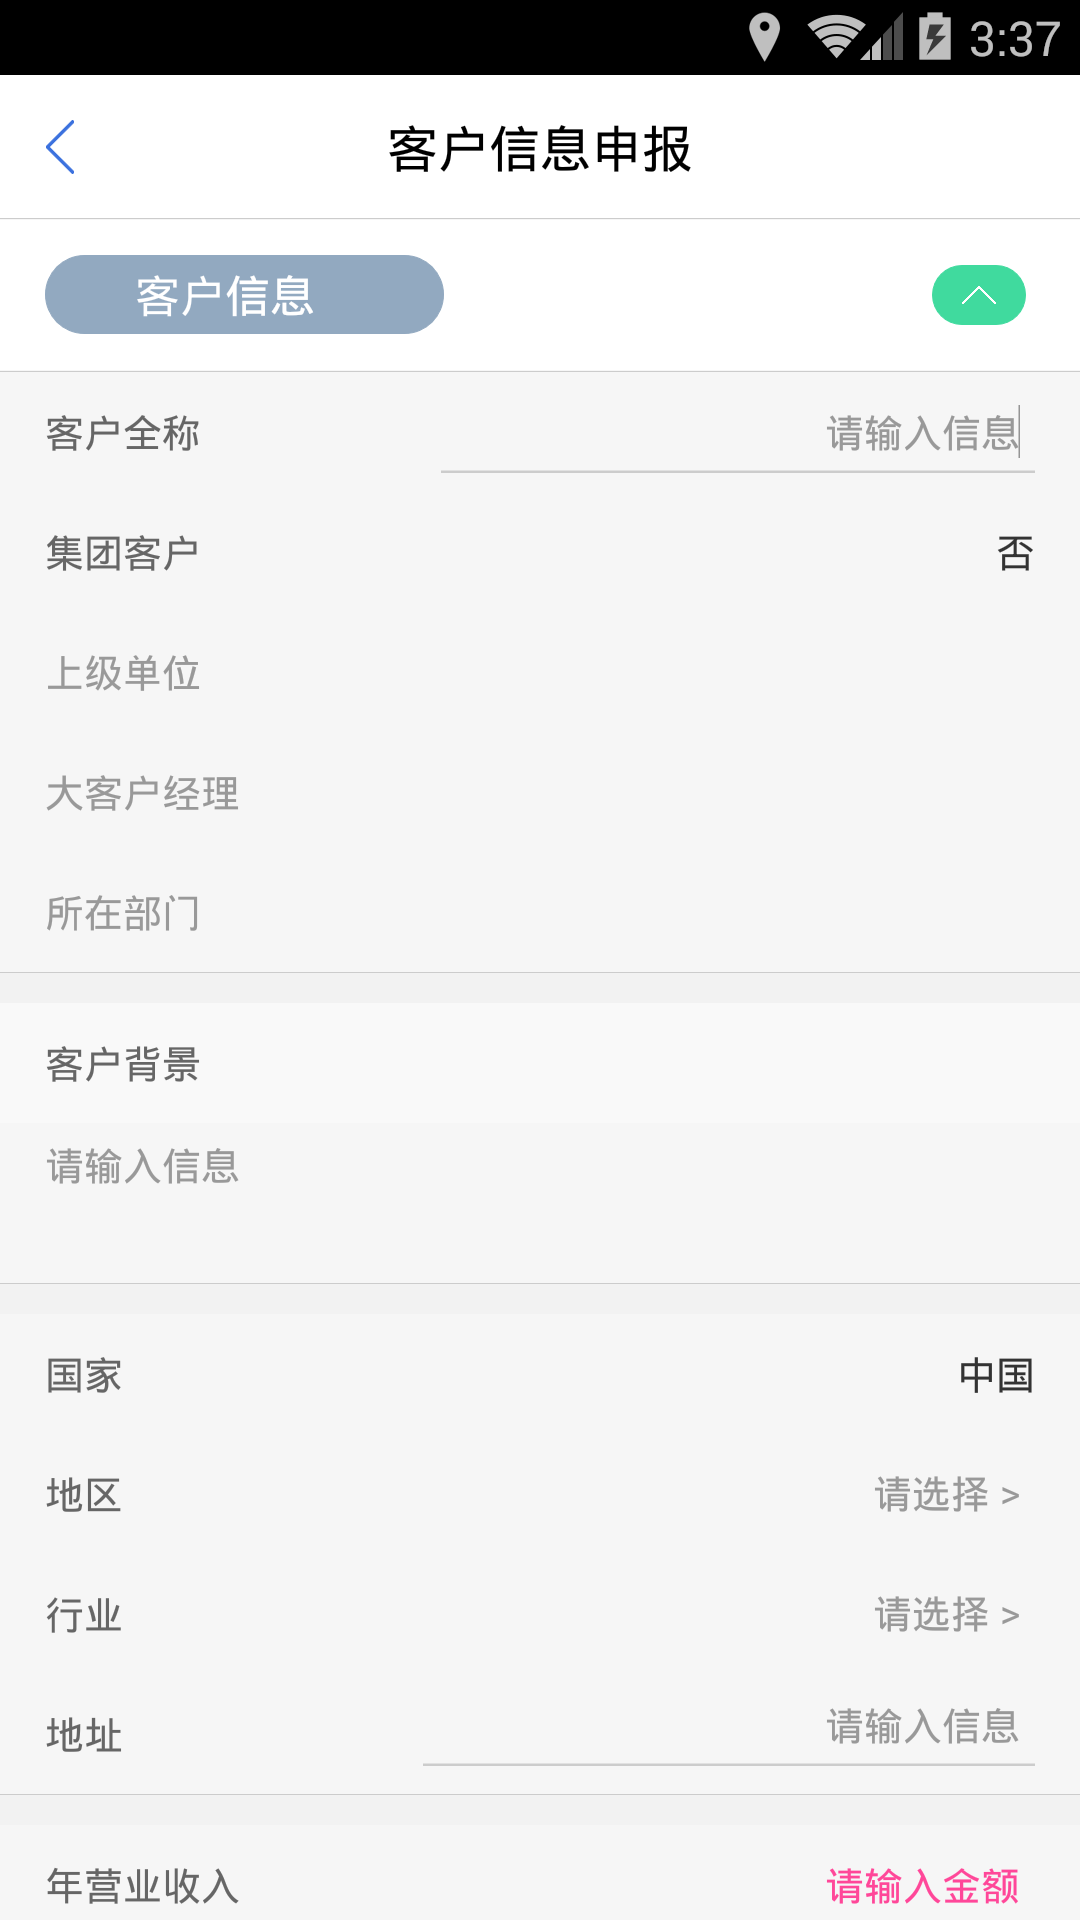 3:37
客户信息申报
客户信息
客户全称 请输入信息
集团客户 否
上级单位
大客户经理
所在部门
客户背景
请输入信息
国家 中国
地区 请选择 >
行业 请选择 >
地址 请输入信息
年营业收入 请输入金额